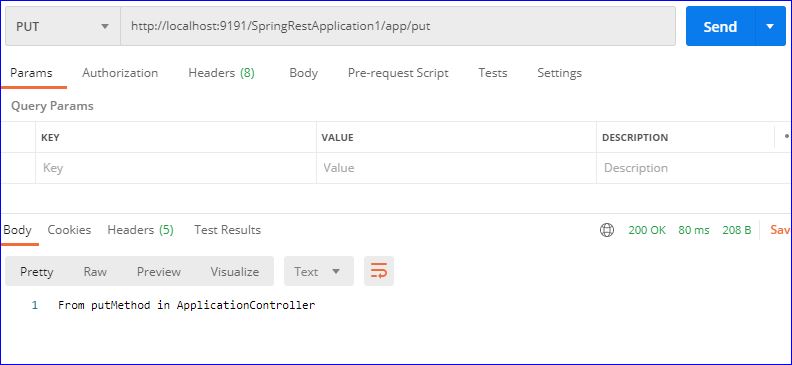 PUT http://localhost:9191/SpringRestApplication1/app/put Send
Params Authorization Headers (8) Body Pre-request Script Tests Settings
Query Params
KEY VALUE DESCRIPTION
Key Value Description
Body Cookies Headers (5) Test Results 200 OK 80 ms 208 B Sav
Pretty Raw Preview Visualize Text
1 From putMethod in ApplicationController